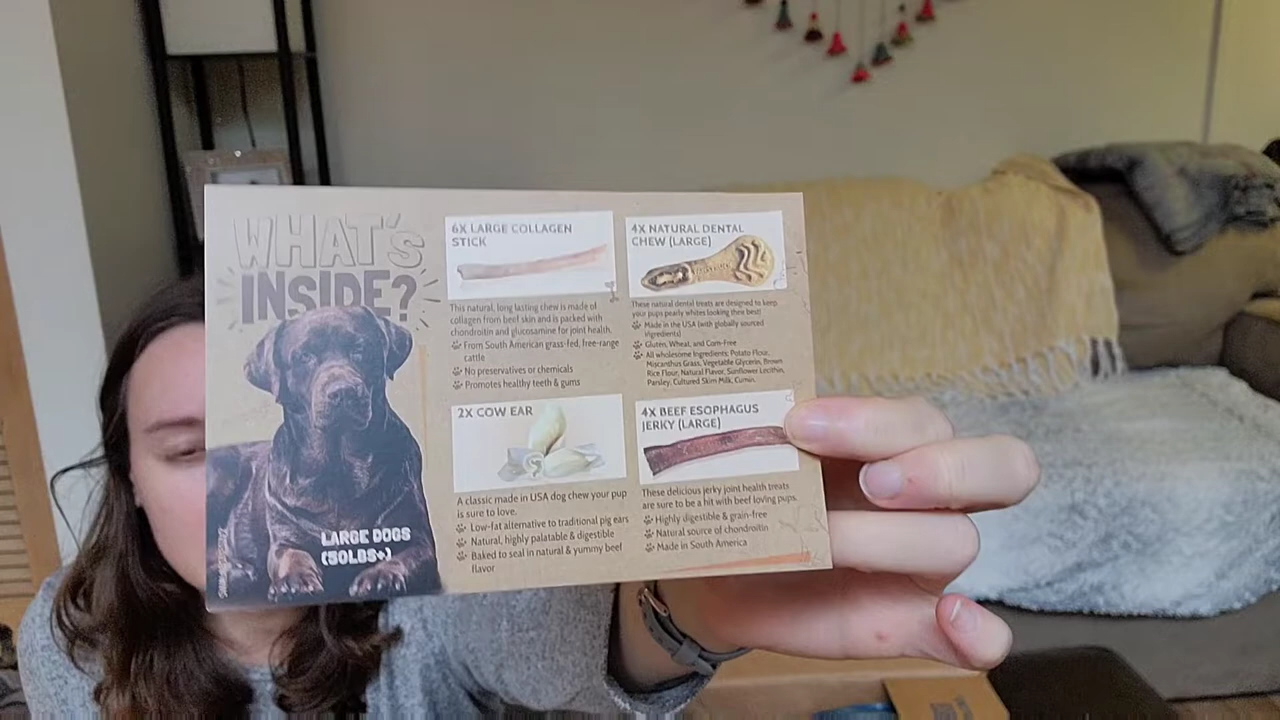 WHAT'S
INSIDE?
LARGE DOGS
(50LBS+)
6X LARGE COLLAGEN
STICK
This natural, long lasting chew is made of
collagen from beef skin and is packed with
chondroitin and glucosamine for joint health.
From South American grass-fed, free-range
cattle
No preservatives or chemicals
Promotes healthy teeth & gums
4X NATURAL DENTAL
CHEW (LARGE)
These natural dental treats are designed to keep
your pups pearly whites looking their best!
Made in the USA (with globally sourced
ingredients)
Gluten, Wheat, and Corn-Free
All wholesome Ingredients: Potato Flour,
Miscanthus Grass, Vegetable Glycerin, Brown
Rice Flour, Natural Flavor, Sunflower Lecithin,
Parsley, Cultured Skim Milk, Cumin.
2X COW EAR
A classic made in USA dog chew your pup
is sure to love.
Low-fat alternative to traditional pig ears
Natural, highly palatable & digestible
Baked to seal in natural & yummy beef
flavor
4X BEEF ESOPHAGUS
JERKY (LARGE)
These delicious jerky joint health treats
are sure to be a hit with beef loving pups.
Highly digestible & grain-free
Natural source of chondroitin
Made in South America